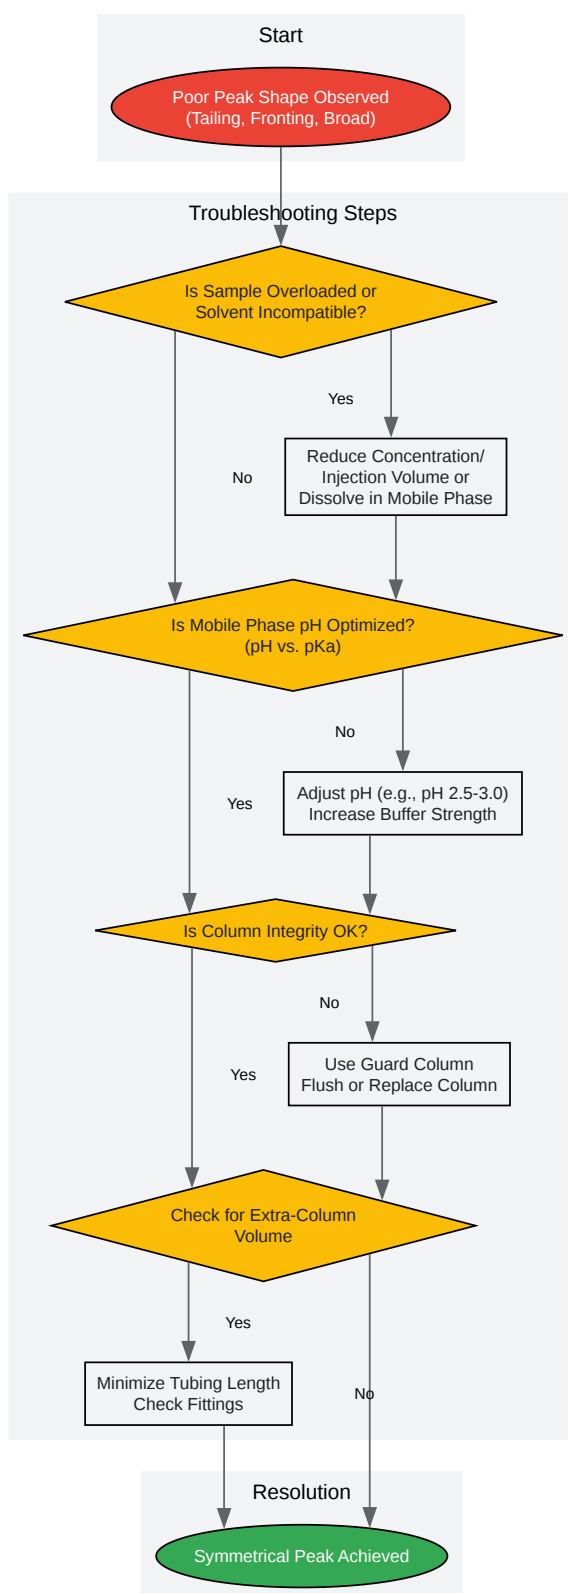 Start
Poor Peak Shape Observed
(Tailing, Fronting, Broad)
Troubleshooting Steps
Is Sample Overloaded or
Solvent Incompatible?
Yes
No
Reduce Concentration/
Injection Volume or
Dissolve in Mobile Phase
Is Mobile Phase pH Optimized?
(pH vs. pKa)
No
Yes
Adjust pH (e.g., pH 2.5-3.0)
Increase Buffer Strength
Is Column Integrity OK?
No
Yes
Use Guard Column
Flush or Replace Column
Check for Extra-Column
Volume
Yes
No
Minimize Tubing Length
Check Fittings
Resolution
Symmetrical Peak Achieved